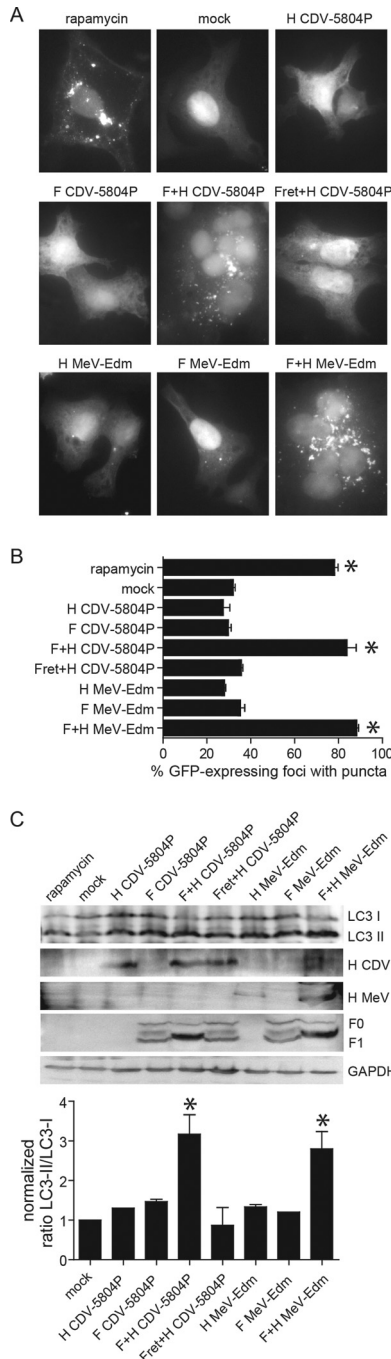 A
rapamycin
mock
H CDV-5804P
F CDV-5804P
F+H CDV-5804P
Fret+H CDV-5804P
H MeV-Edm
F MeV-Edm
F+H MeV-Edm
B
rapamycin
mock
H CDV-5804P
F CDV-5804P
F+H CDV-5804P
Fret+H CDV-5804P
H MeV-Edm
F MeV-Edm
F+H MeV-Edm
*
*
*
0 20 40 60 80 100
% GFP-expressing foci with puncta
C
rapamycin
mock
H CDV-5804P
F CDV-5804P
F+H CDV-5804P
Fret+H CDV-5804P
H MeV-Edm
F MeV-Edm
F+H MeV-Edm
LC3 I
LC3 II
H CDV
H MeV
F0
F1
GAPDH
normalized
ratio LC3-II/LC3-I
4
3
2
1
0
*
*
mock
H CDV-5804P
F CDV-5804P
F+H CDV-5804P
Fret+H CDV-5804P
H MeV-Edm
F MeV-Edm
F+H MeV-Edm